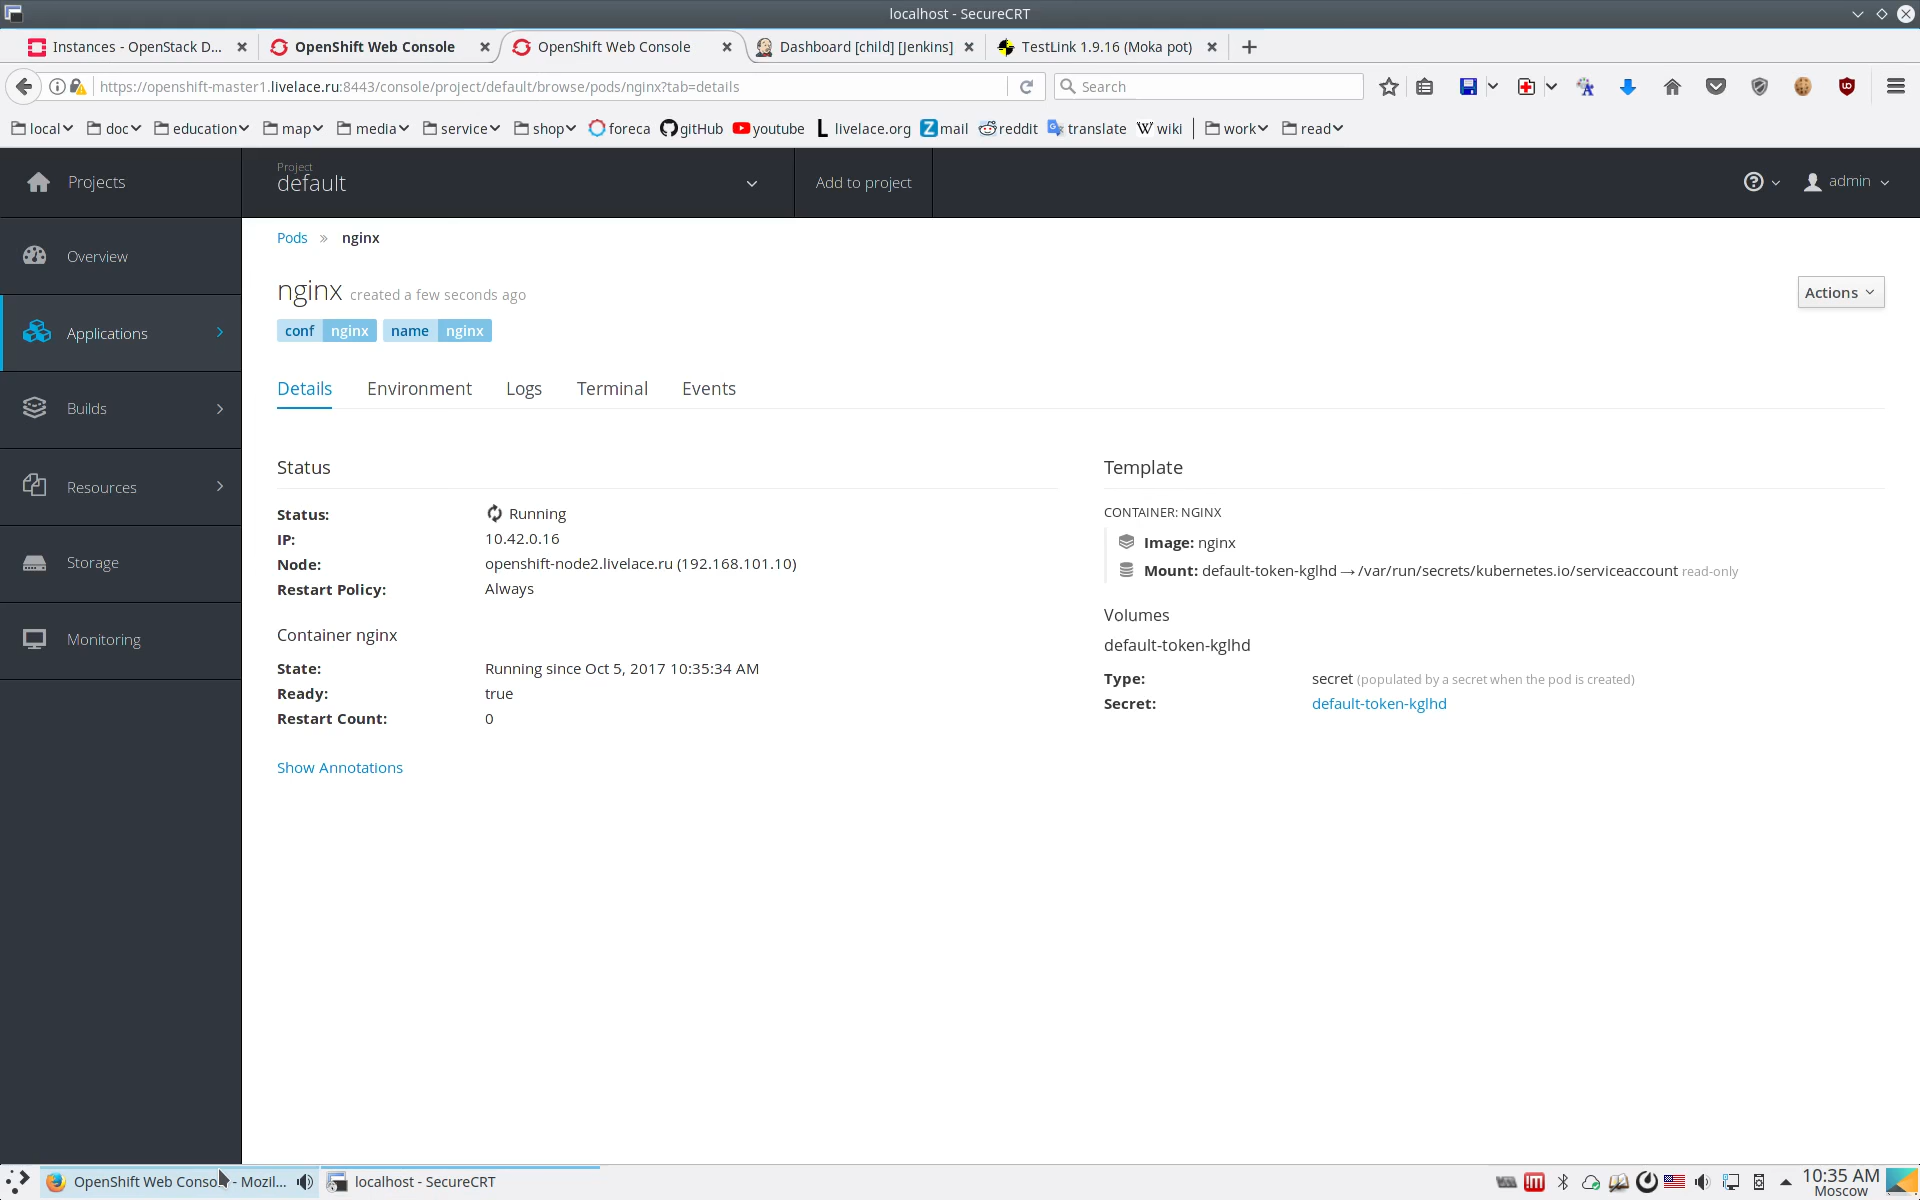 localhost - SecureCRT
Instances - OpenStack D...
OpenShift Web Console
OpenShift Web Console
Dashboard [child] [Jenkins]
TestLink 1.9.16 (Moka pot)
https://openshift-master1.livelace.ru:8443/console/project/default/browse/pods/nginx?tab=details
Search
local doc education map media service shop foreca gitHub youtube livelace.org mail reddit translate wiki work read
Projects
Project
default
Add to project
admin
Overview
Applications
Builds
Resources
Storage
Monitoring
Pods » nginx
nginx created a few seconds ago
Actions
conf nginx name nginx
Details Environment Logs Terminal Events
Status
Status: Running
IP: 10.42.0.16
Node: openshift-node2.livelace.ru (192.168.101.10)
Restart Policy: Always
Container nginx
State: Running since Oct 5, 2017 10:35:34 AM
Ready: true
Restart Count: 0
Show Annotations
Template
CONTAINER: NGINX
Image: nginx
Mount: default-token-kglhd → /var/run/secrets/kubernetes.io/serviceaccount read-only
Volumes
default-token-kglhd
Type: secret (populated by a secret when the pod is created)
Secret: default-token-kglhd
OpenShift Web Conso - Mozil...
localhost - SecureCRT
10:35 AM
Moscow